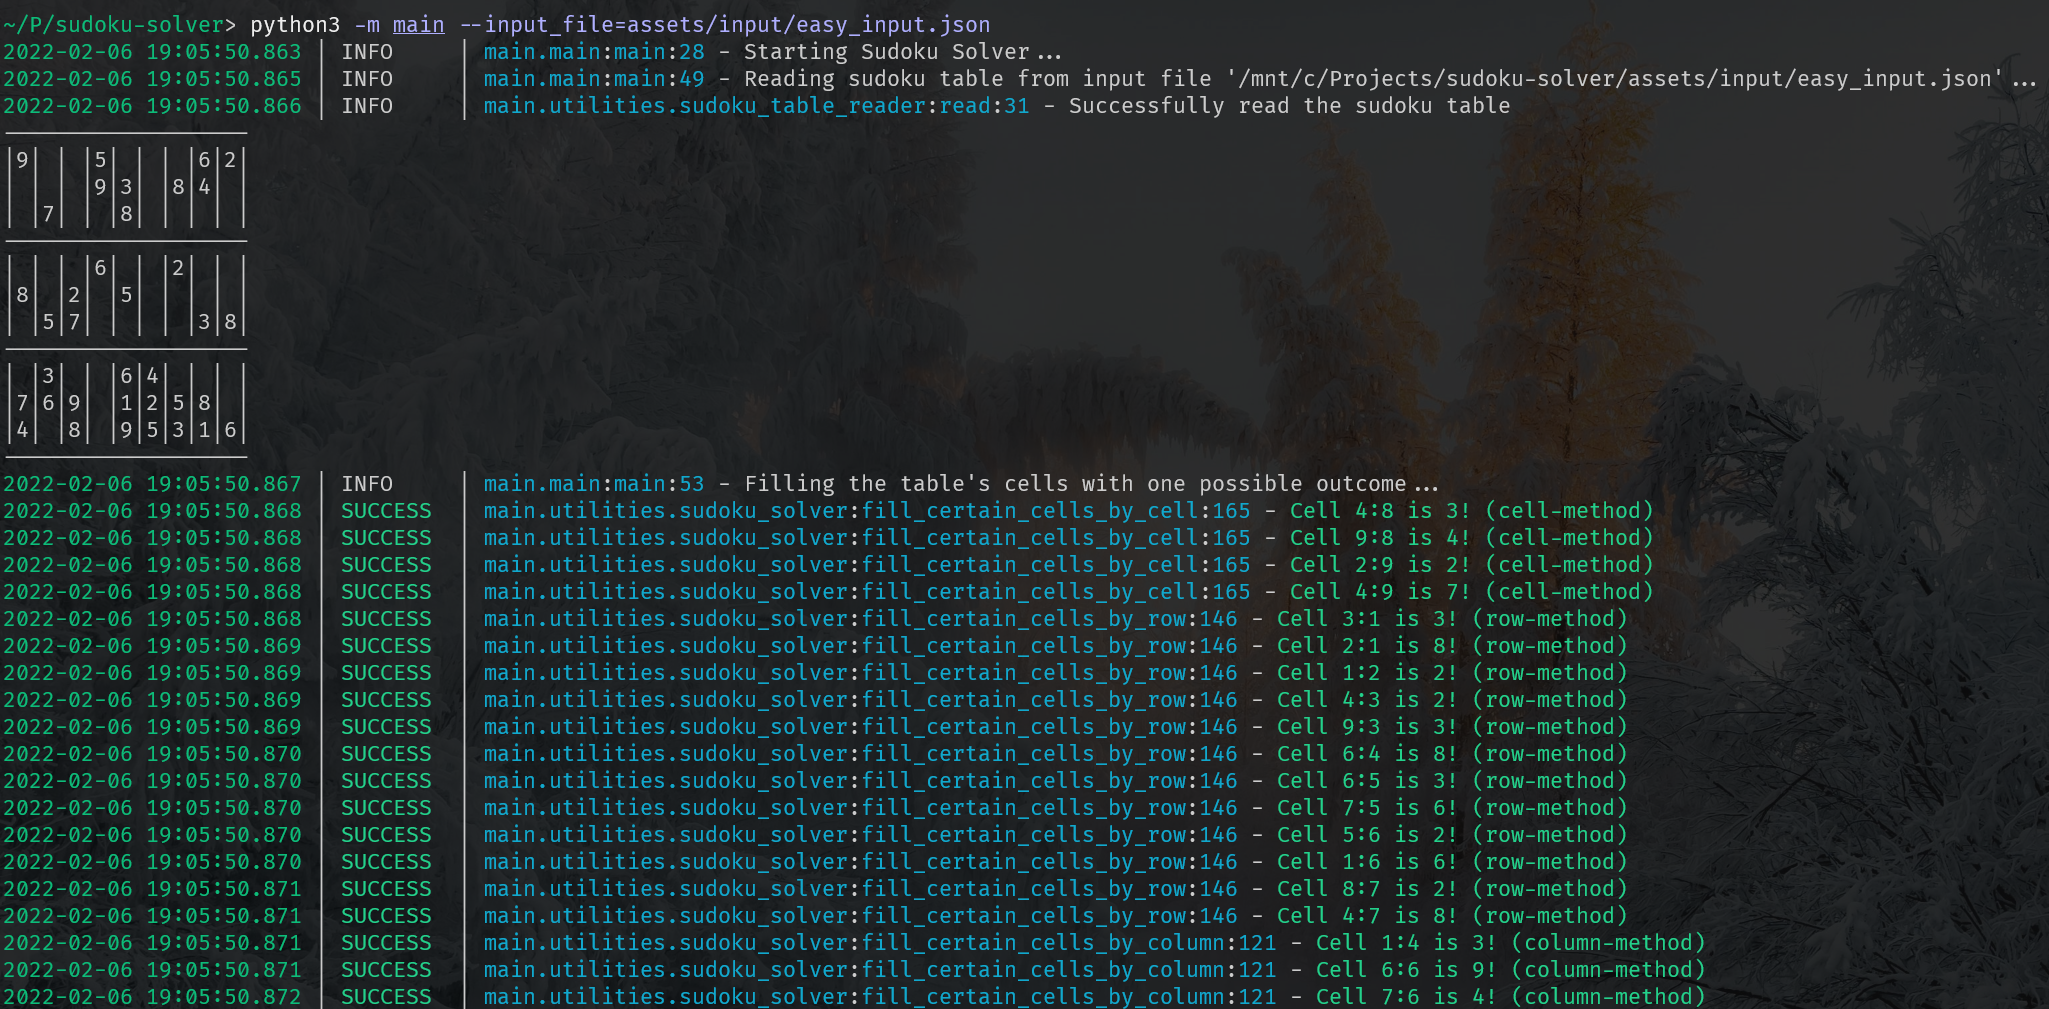 ~/P/sudoku-solver> python3 -m main --input_file=assets/input/easy_input.json
2022-02-06 19:05:50.863 | INFO     | main.main:main:28 - Starting Sudoku Solver...
2022-02-06 19:05:50.865 | INFO     | main.main:main:49 - Reading sudoku table from input file '/mnt/c/Projects/sudoku-solver/assets/input/easy_input.json'...
2022-02-06 19:05:50.866 | INFO     | main.utilities.sudoku_table_reader:read:31 - Successfully read the sudoku table
-------------------
|9| | |5| | | |6|2|
| | | |9|3| |8|4| |
| |7| | |8| | | | |
-------------------
| | | |6| | |2| | |
|8| |2| |5| | | | |
| |5|7| | | | |3|8|
-------------------
| |3| | |6|4| | | |
|7|6|9| |1|2|5|8| |
|4| |8| |9|5|3|1|6|
-------------------
2022-02-06 19:05:50.867 | INFO     | main.main:main:53 - Filling the table's cells with one possible outcome...
2022-02-06 19:05:50.868 | SUCCESS  | main.utilities.sudoku_solver:fill_certain_cells_by_cell:165 - Cell 4:8 is 3! (cell-method)
2022-02-06 19:05:50.868 | SUCCESS  | main.utilities.sudoku_solver:fill_certain_cells_by_cell:165 - Cell 9:8 is 4! (cell-method)
2022-02-06 19:05:50.868 | SUCCESS  | main.utilities.sudoku_solver:fill_certain_cells_by_cell:165 - Cell 2:9 is 2! (cell-method)
2022-02-06 19:05:50.868 | SUCCESS  | main.utilities.sudoku_solver:fill_certain_cells_by_cell:165 - Cell 4:9 is 7! (cell-method)
2022-02-06 19:05:50.868 | SUCCESS  | main.utilities.sudoku_solver:fill_certain_cells_by_row:146 - Cell 3:1 is 3! (row-method)
2022-02-06 19:05:50.869 | SUCCESS  | main.utilities.sudoku_solver:fill_certain_cells_by_row:146 - Cell 2:1 is 8! (row-method)
2022-02-06 19:05:50.869 | SUCCESS  | main.utilities.sudoku_solver:fill_certain_cells_by_row:146 - Cell 1:2 is 2! (row-method)
2022-02-06 19:05:50.869 | SUCCESS  | main.utilities.sudoku_solver:fill_certain_cells_by_row:146 - Cell 4:3 is 2! (row-method)
2022-02-06 19:05:50.869 | SUCCESS  | main.utilities.sudoku_solver:fill_certain_cells_by_row:146 - Cell 9:3 is 3! (row-method)
2022-02-06 19:05:50.870 | SUCCESS  | main.utilities.sudoku_solver:fill_certain_cells_by_row:146 - Cell 6:4 is 8! (row-method)
2022-02-06 19:05:50.870 | SUCCESS  | main.utilities.sudoku_solver:fill_certain_cells_by_row:146 - Cell 6:5 is 3! (row-method)
2022-02-06 19:05:50.870 | SUCCESS  | main.utilities.sudoku_solver:fill_certain_cells_by_row:146 - Cell 7:5 is 6! (row-method)
2022-02-06 19:05:50.870 | SUCCESS  | main.utilities.sudoku_solver:fill_certain_cells_by_row:146 - Cell 5:6 is 2! (row-method)
2022-02-06 19:05:50.870 | SUCCESS  | main.utilities.sudoku_solver:fill_certain_cells_by_row:146 - Cell 1:6 is 6! (row-method)
2022-02-06 19:05:50.871 | SUCCESS  | main.utilities.sudoku_solver:fill_certain_cells_by_row:146 - Cell 8:7 is 2! (row-method)
2022-02-06 19:05:50.871 | SUCCESS  | main.utilities.sudoku_solver:fill_certain_cells_by_row:146 - Cell 4:7 is 8! (row-method)
2022-02-06 19:05:50.871 | SUCCESS  | main.utilities.sudoku_solver:fill_certain_cells_by_column:121 - Cell 1:4 is 3! (column-method)
2022-02-06 19:05:50.871 | SUCCESS  | main.utilities.sudoku_solver:fill_certain_cells_by_column:121 - Cell 6:6 is 9! (column-method)
2022-02-06 19:05:50.872 | SUCCESS  | main.utilities.sudoku_solver:fill_certain_cells_by_column:121 - Cell 7:6 is 4! (column-method)